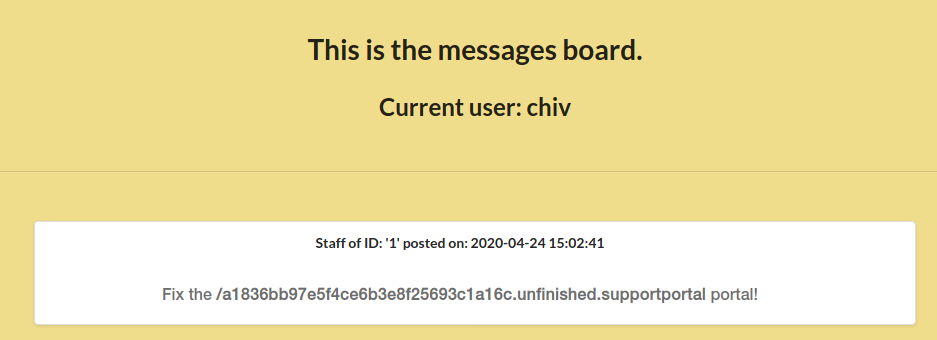 This is the messages board.
Current user: chiv
Staff of ID: '1' posted on: 2020-04-24 15:02:41
Fix the /a1836bb97e5f4ce6b3e8f25693c1a16c.unfinished.supportportal portal!